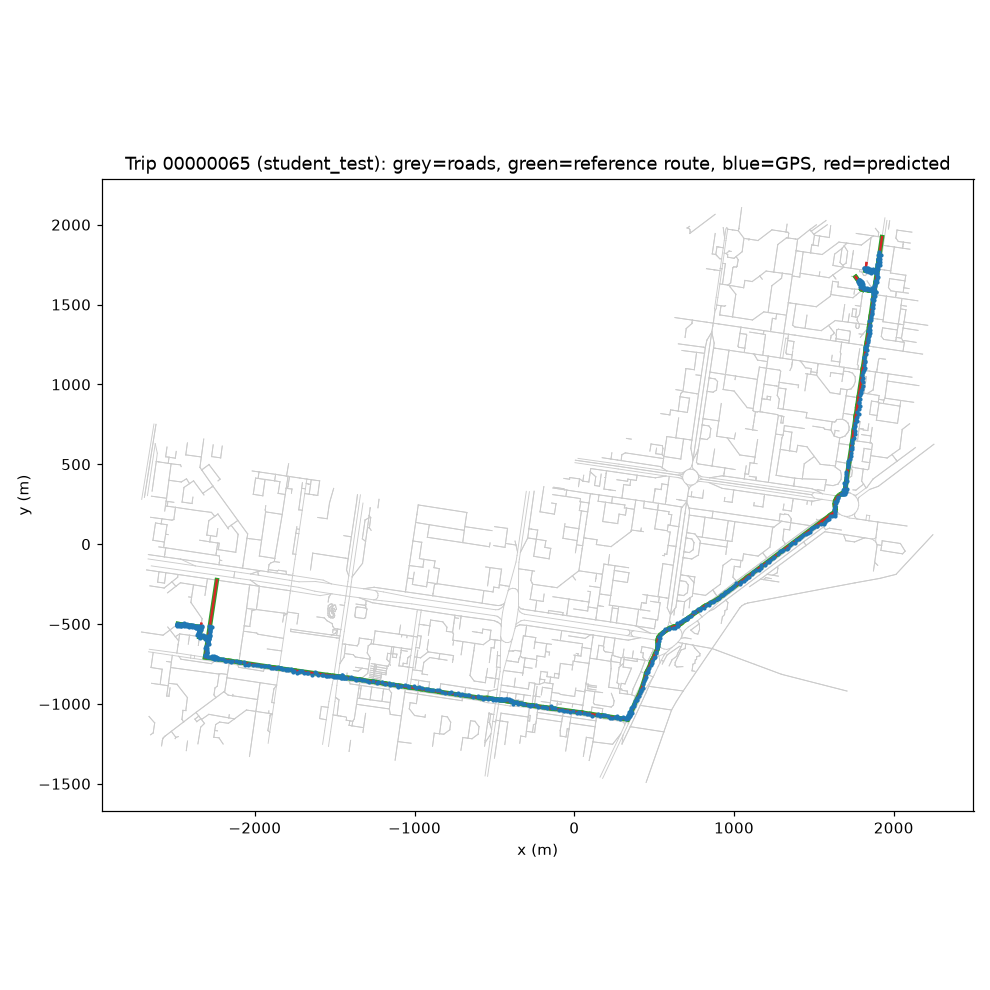 Trip 00000065 (student_test): grey=roads, green=reference route, blue=GPS, red=predicted
2000
1500
1000
500
0
−500
−1000
−1500
y (m)
−2000 −1000 0 1000 2000
x (m)